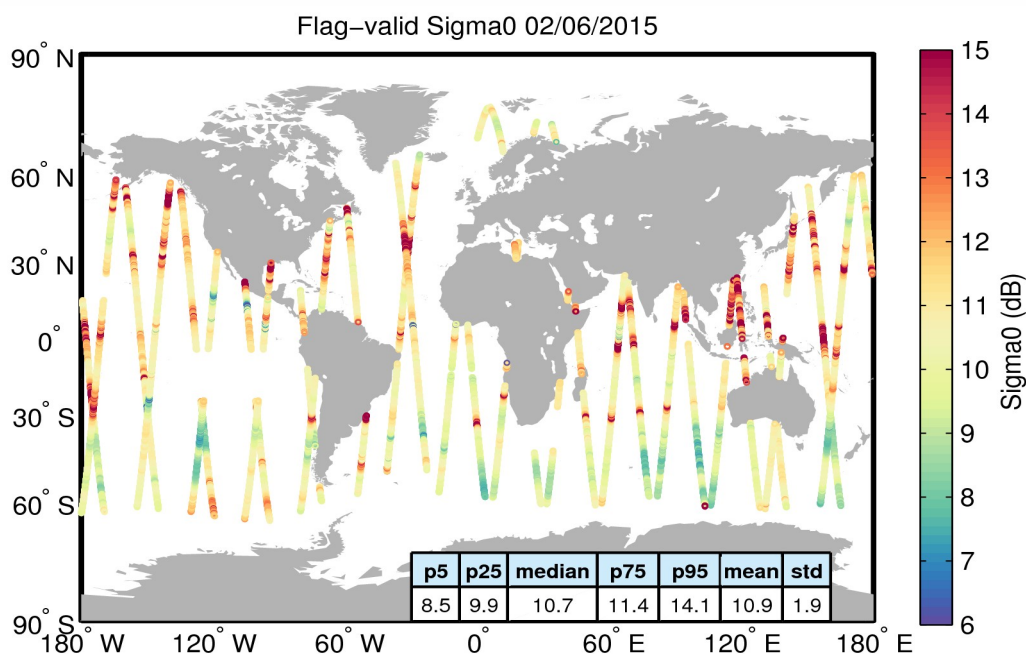 Flag−valid Sigma0 02/06/2015
90° N
60° N
30° N
0°
30° S
60° S
90° S
180° W
120° W
60° W
0°
60° E
120° E
180° E
p5 p25 median p75 p95 mean std
8.5 9.9 10.7 11.4 14.1 10.9 1.9
15
14
13
12
11
10
9
8
7
6
Sigma0 (dB)